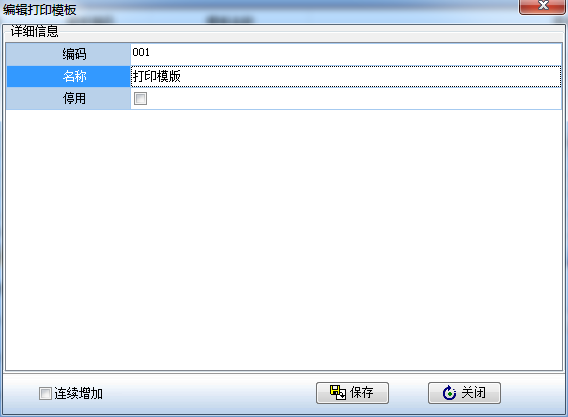 编辑打印模板
详细信息
编码 001
名称 打印模版
停用
连续增加 保存 关闭